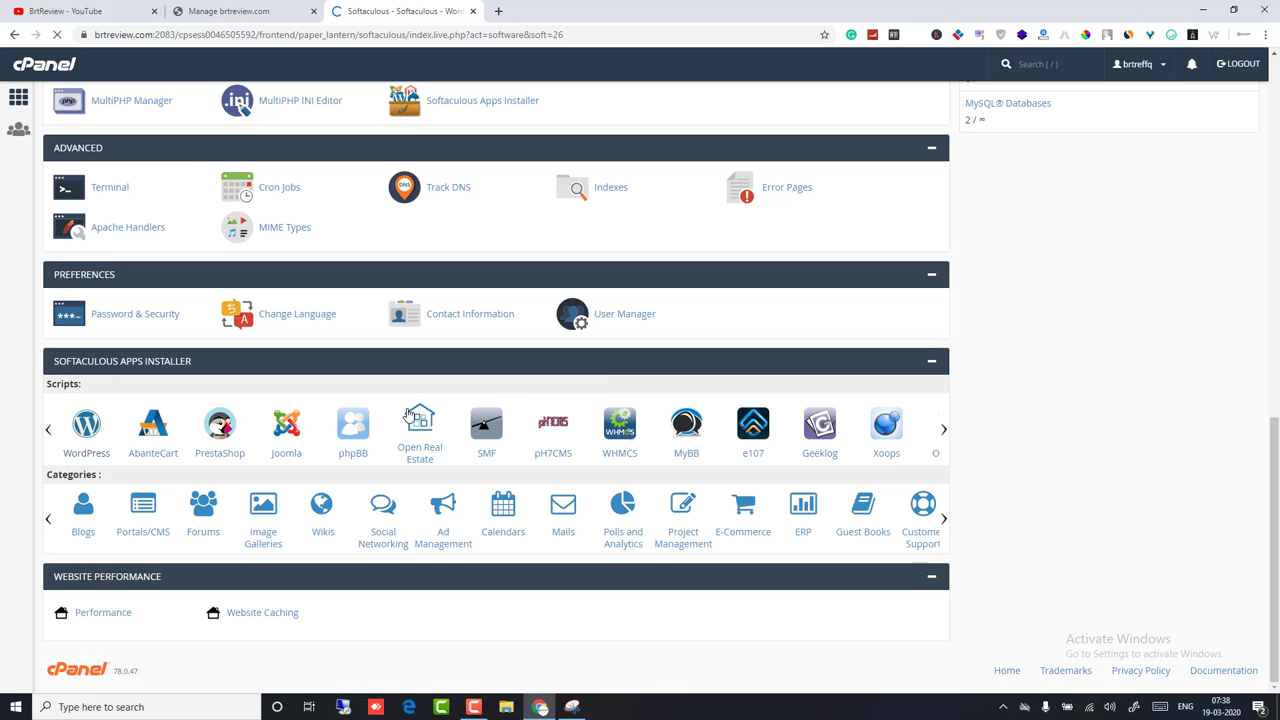 BrtReview - YouTube
Manage brtreview.com
Softaculous - Softaculous - Wor
brtreview.com:2083/cpsess0046505592/frontend/paper_lantern/softaculous/index.live.php?act=software&soft=26
cPanel
Search ( / )
brtreffq
LOGOUT
MultiPHP Manager
MultiPHP INI Editor
Softaculous Apps Installer
MySQL® Databases
2 / ∞
ADVANCED
Terminal
Cron Jobs
Track DNS
Indexes
Error Pages
Apache Handlers
MIME Types
PREFERENCES
Password & Security
Change Language
Contact Information
User Manager
SOFTACULOUS APPS INSTALLER
Scripts:
WordPress
AbanteCart
PrestaShop
Joomla
phpBB
Open Real
Estate
SMF
pH7CMS
WHMCS
MyBB
e107
Geeklog
Xoops
O
Categories :
Blogs
Portals/CMS
Forums
Image
Galleries
Wikis
Social
Networking
Ad
Management
Calendars
Mails
Polls and
Analytics
Project
Management
E-Commerce
ERP
Guest Books
Custome
Support
WEBSITE PERFORMANCE
Performance
Website Caching
Activate Windows
Go to Settings to activate Windows.
cPanel
78.0.47
Home
Trademarks
Privacy Policy
Documentation
Type here to search
ENG
07:38
19-03-2020
2